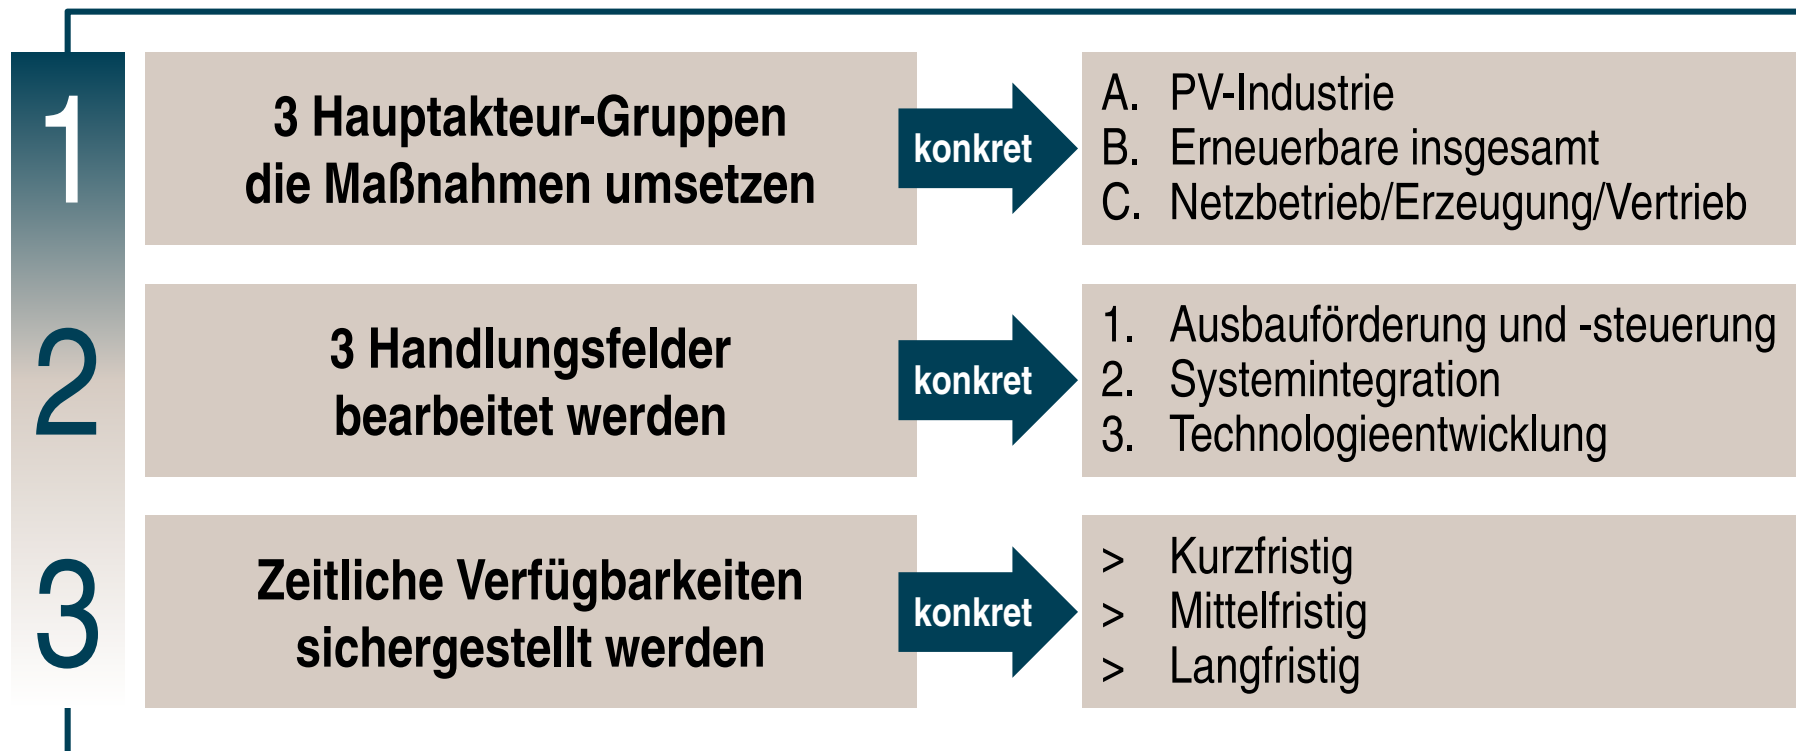 1
3 Hauptakteur-Gruppen
die Maßnahmen umsetzen
konkret
A. PV-Industrie
B. Erneuerbare insgesamt
C. Netzbetrieb/Erzeugung/Vertrieb
2
3 Handlungsfelder
bearbeitet werden
konkret
1. Ausbauförderung und -steuerung
2. Systemintegration
3. Technologieentwicklung
3
Zeitliche Verfügbarkeiten
sichergestellt werden
konkret
> Kurzfristig
> Mittelfristig
> Langfristig